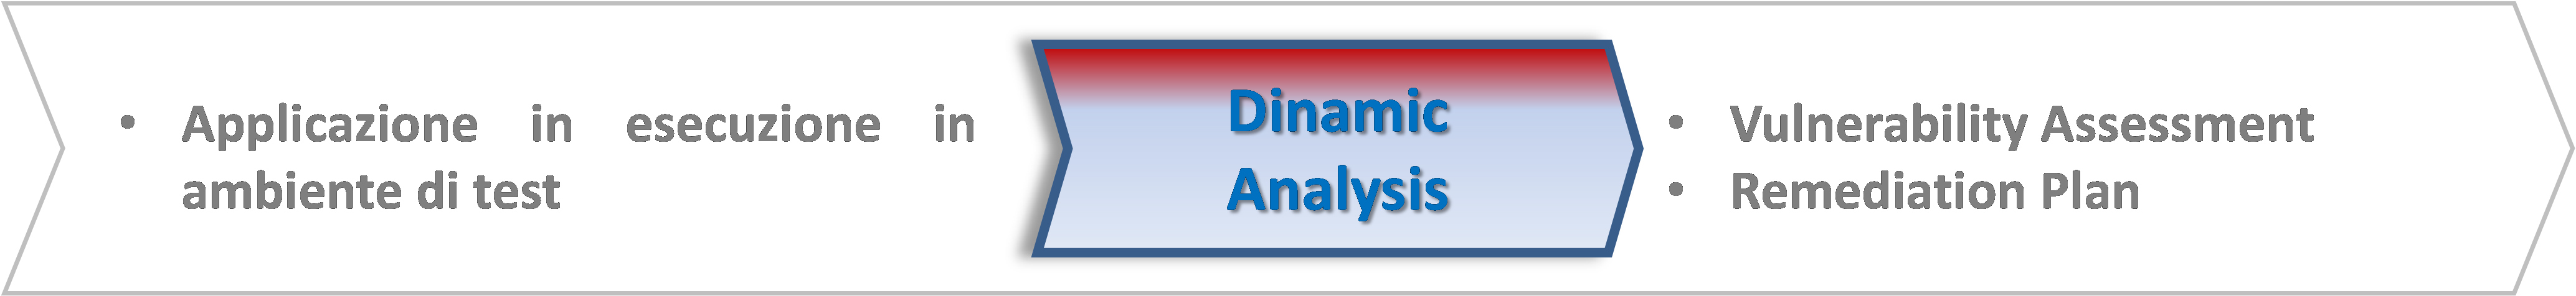 • Applicazione in esecuzione in
ambiente di test
Dinamic
Analysis
• Vulnerability Assessment
• Remediation Plan